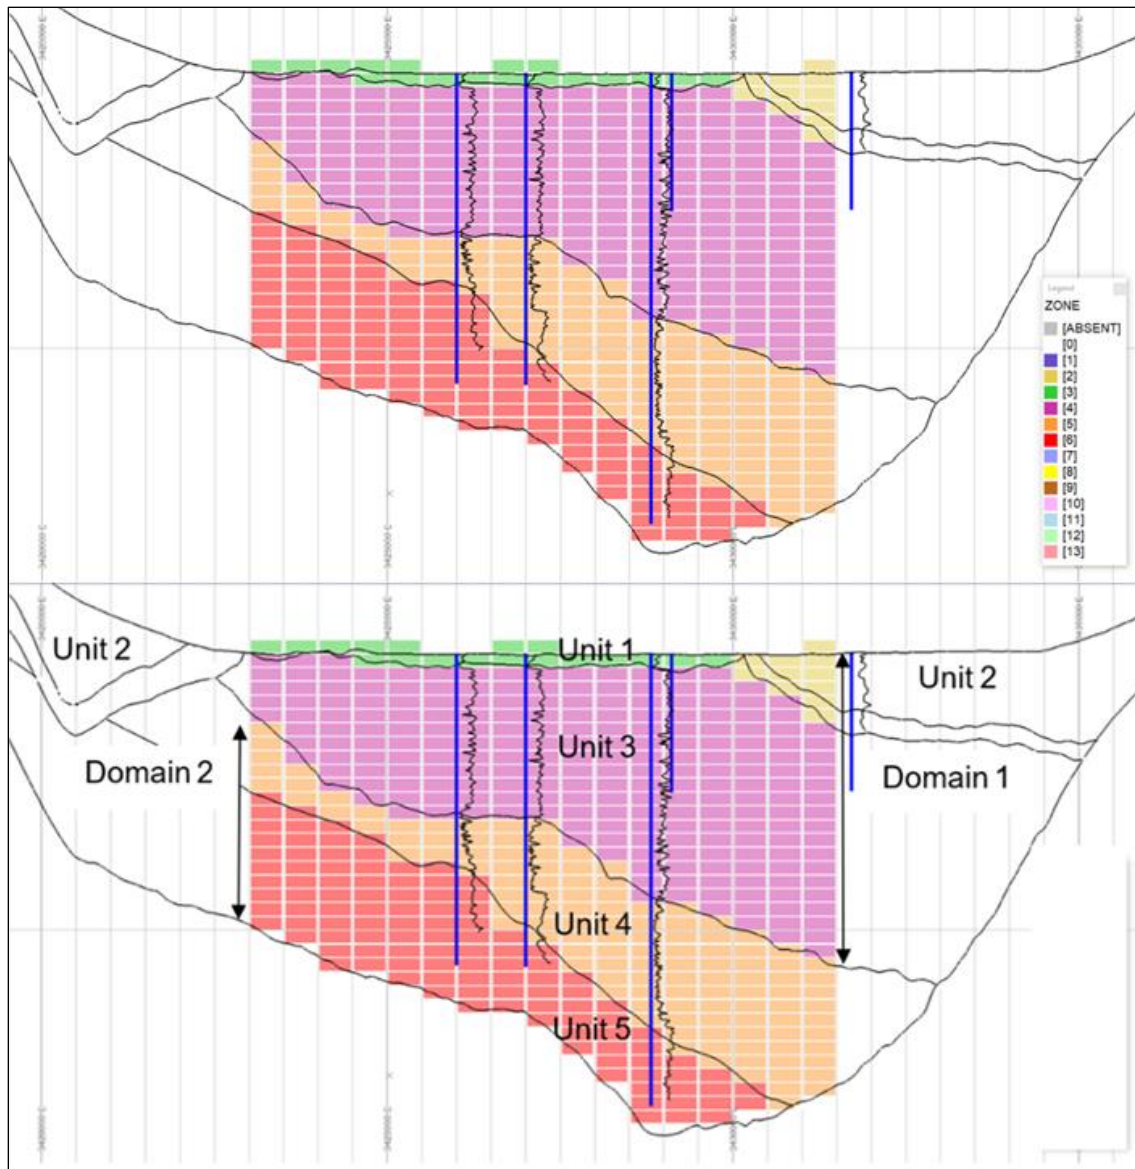 Legend
ZONE
[ABSENT]
[0]
[1]
[2]
[3]
[4]
[5]
[6]
[7]
[8]
[9]
[10]
[11]
[12]
[13]
Unit 2
Unit 1
Unit 2
Unit 3
Domain 2
Domain 1
Unit 4
Unit 5